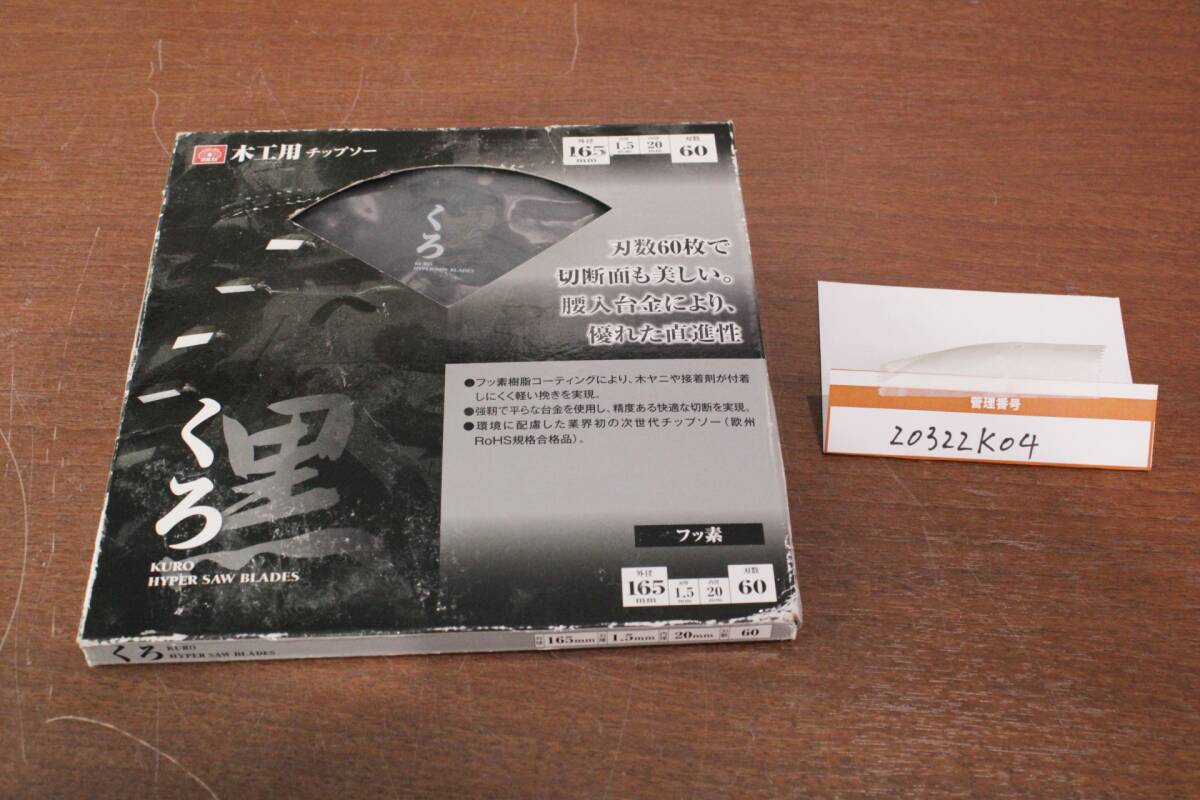 木工用 チップソー
外径 165 mm
1.5 mm
20 mm
刃数 60
くろ
KURO
HYPER SAW BLADES
刃数60枚で
切断面も美しい。
腰入台金により、
優れた直進性
●フッ素樹脂コーティングにより、木ヤニや接着剤が付着
しにくく軽い挽きを実現。
●強靭で平らな台金を使用し、精度ある快適な切断を実現。
●環境に配慮した業界初の次世代チップソー(欧州
RoHS規格合格品)。
フッ素
くろ
黒
KURO
HYPER SAW BLADES
外径 165 mm
1.5 mm
20 mm
刃数 60
くろ
KURO
HYPER SAW BLADES
165mm 1.5mm 20mm 60
管理番号
20322K04